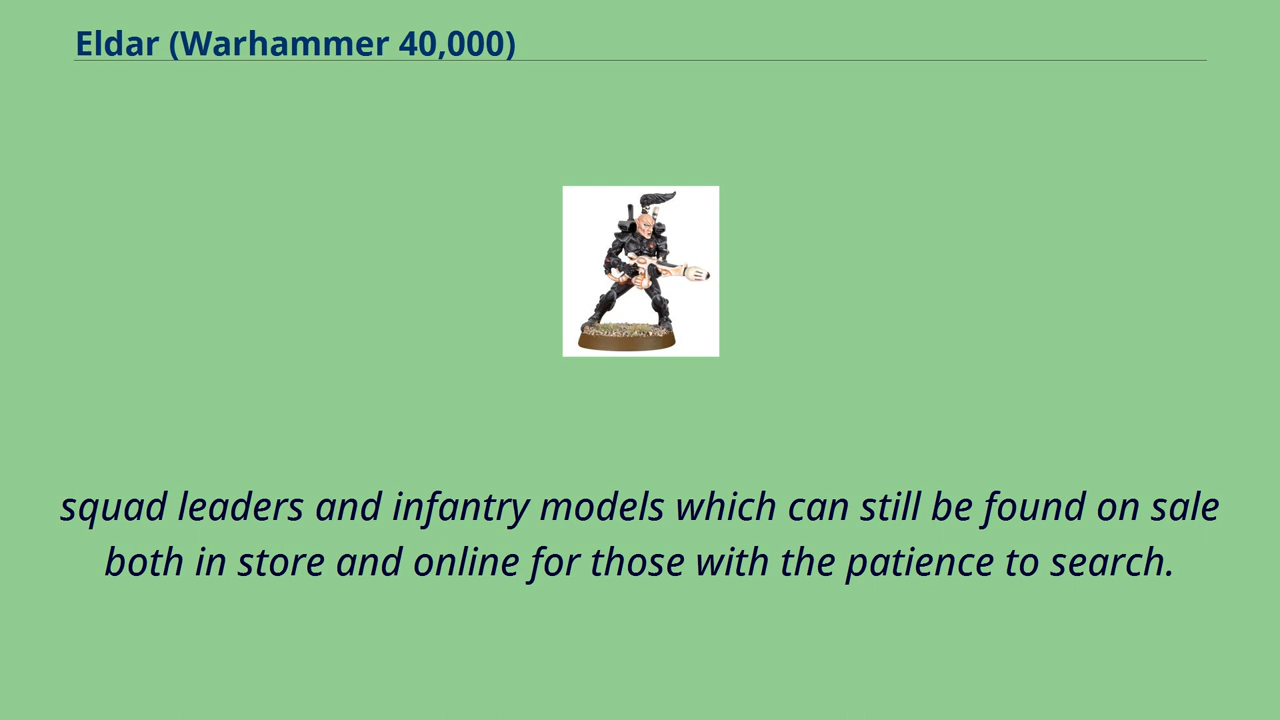 Eldar (Warhammer 40,000)
squad leaders and infantry models which can still be found on sale
both in store and online for those with the patience to search.